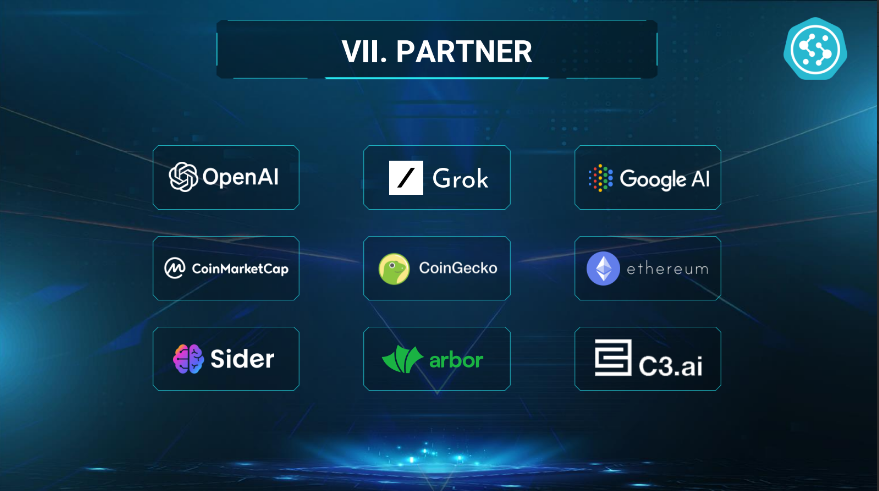 VII. PARTNER
OpenAI
Grok
Google AI
CoinMarketCap
CoinGecko
ethereum
Sider
arbor
C3.ai